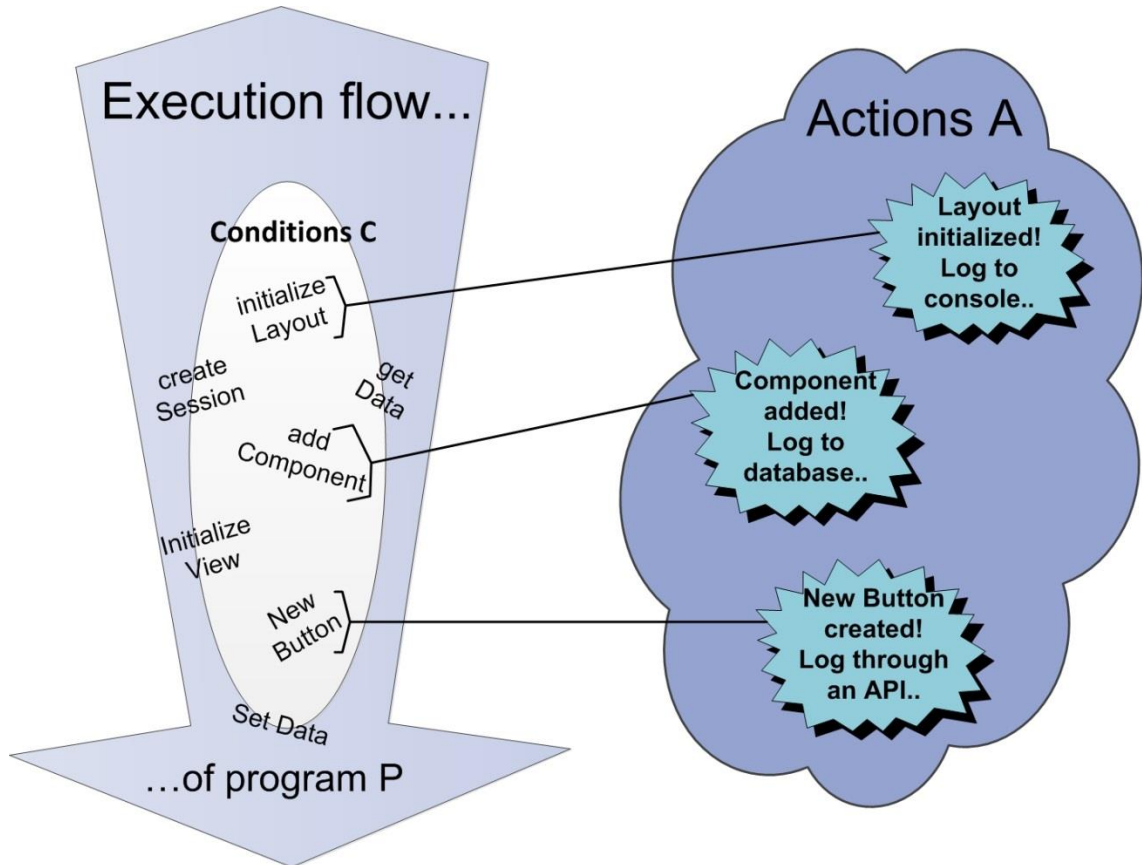 Execution flow...
Conditions C
initialize
Layout
create
Session
get
Data
add
Component
Initialize
View
New
Button
Set Data
...of program P
Actions A
Layout
initialized!
Log to
console..
Component
added!
Log to
database..
New Button
created!
Log through
an API..